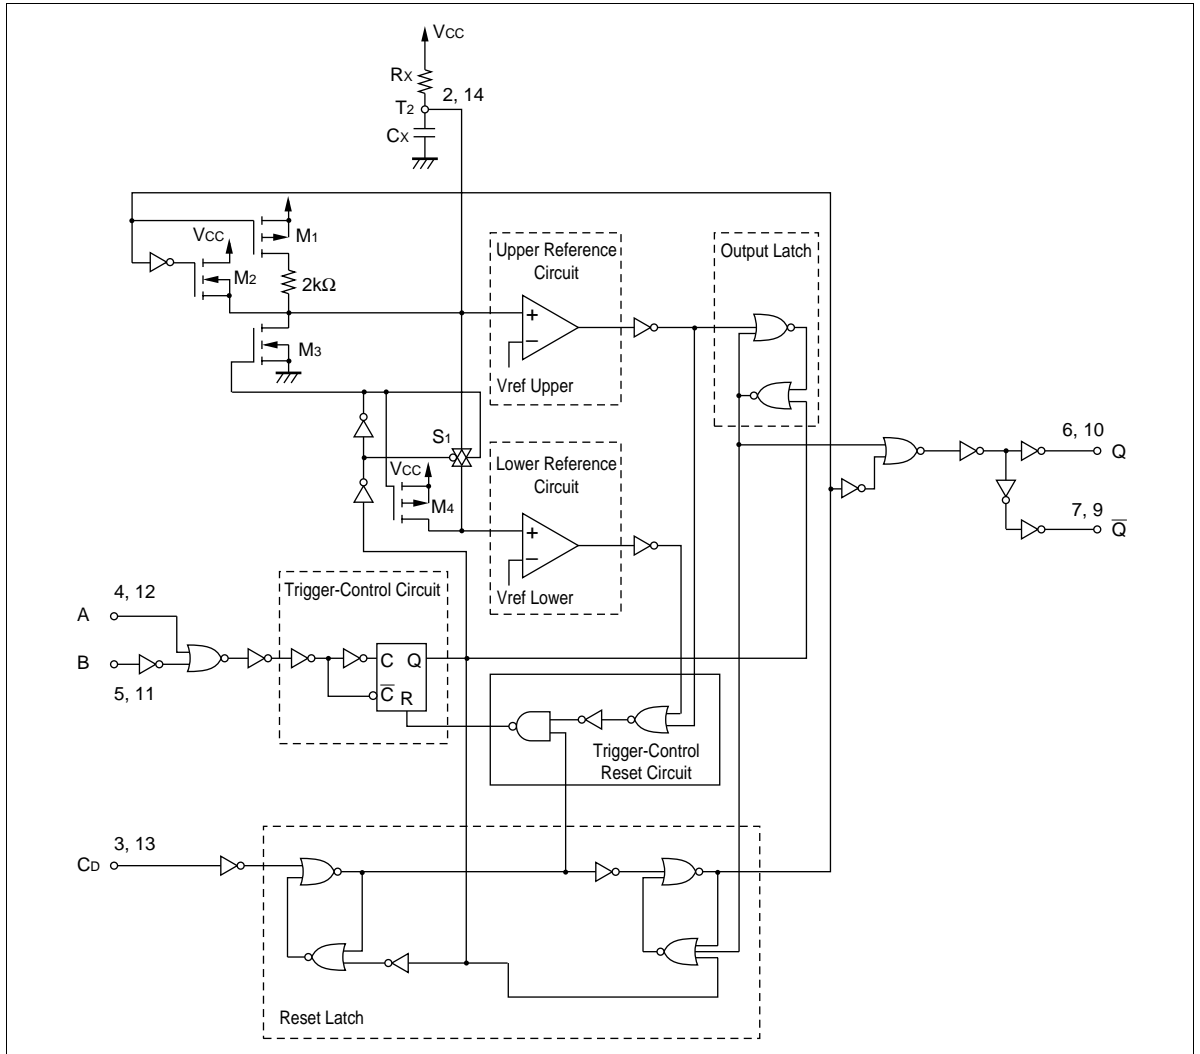 VCC
RX
2, 14
T2
CX
M1
VCC
M2
2kΩ
M3
Upper Reference
Circuit
+
−
Vref Upper
Output Latch
S1
VCC
M4
Lower Reference
Circuit
+
−
Vref Lower
6, 10
Q
7, 9
Q̅
Trigger-Control Circuit
4, 12
A
B
5, 11
C Q
C̅ R
Trigger-Control
Reset Circuit
3, 13
CD
Reset Latch